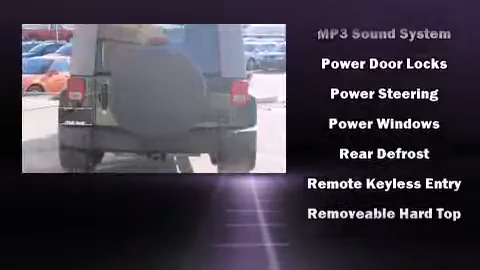 MP3 Sound System
Power Door Locks
Power Steering
Power Windows
Rear Defrost
Remote Keyless Entry
Removeable Hard Top